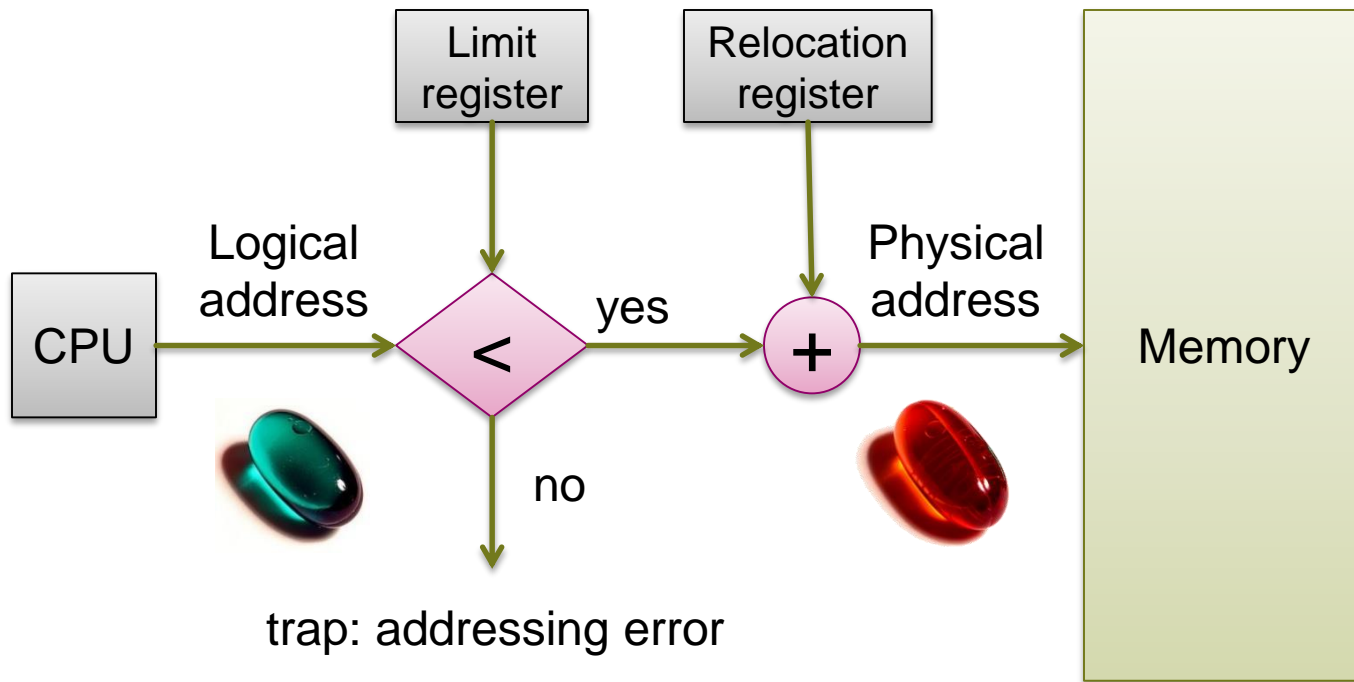 Limit
register
Relocation
register
Logical
address
Physical
address
CPU
<
yes
+
Memory
no
trap: addressing error